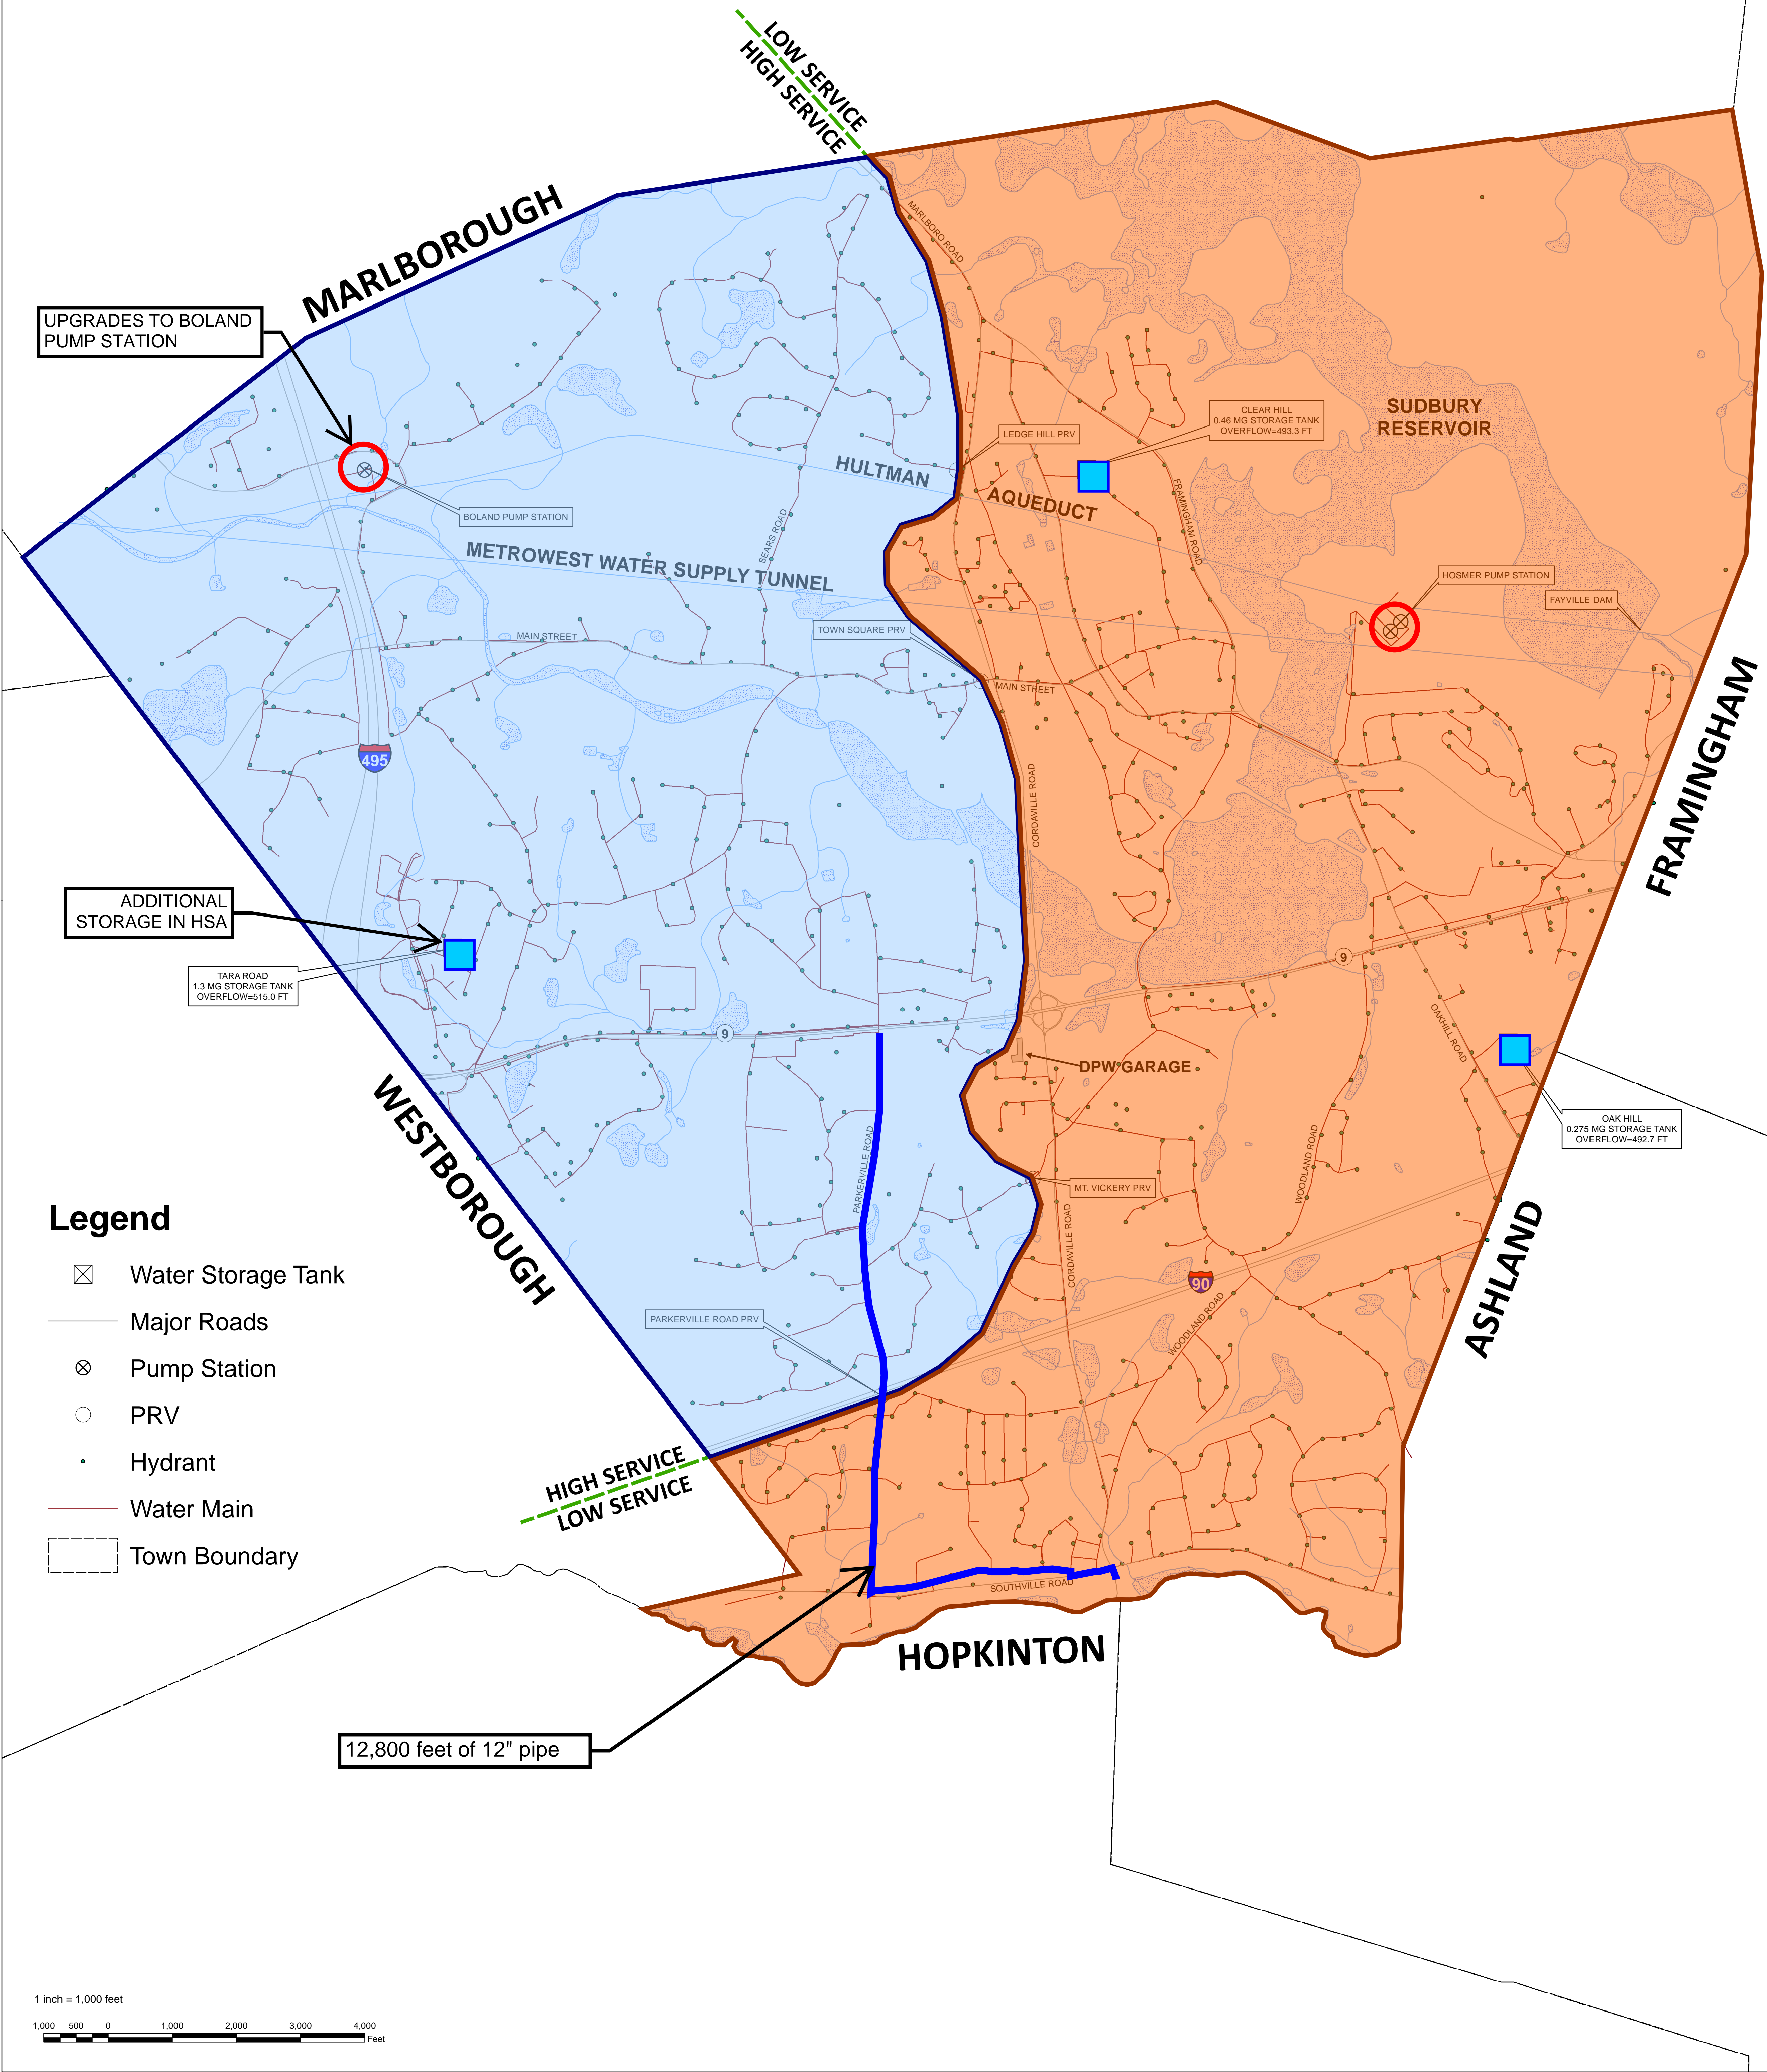 LOW SERVICE
HIGH SERVICE
MARLBOROUGH
UPGRADES TO BOLAND
PUMP STATION
MARLBORO ROAD
CLEAR HILL
0.46 MG STORAGE TANK
OVERFLOW=493.3 FT
SUDBURY
RESERVOIR
LEDGE HILL PRV
HULTMAN
AQUEDUCT
FRAMINGHAM ROAD
BOLAND PUMP STATION
SEARS ROAD
METROWEST WATER SUPPLY TUNNEL
HOSMER PUMP STATION
FAYVILLE DAM
MAIN STREET
TOWN SQUARE PRV
MAIN STREET
FRAMINGHAM
495
CORDAVILLE ROAD
ADDITIONAL
STORAGE IN HSA
TARA ROAD
1.3 MG STORAGE TANK
OVERFLOW=515.0 FT
9
9
OAKHILL ROAD
DPW GARAGE
OAK HILL
0.275 MG STORAGE TANK
OVERFLOW=492.7 FT
WESTBOROUGH
PARKERVILLE ROAD
WOODLAND ROAD
MT. VICKERY PRV
CORDAVILLE ROAD
90
ASHLAND
WOODLAND ROAD
PARKERVILLE ROAD PRV
HIGH SERVICE
LOW SERVICE
SOUTHVILLE ROAD
HOPKINTON
12,800 feet of 12" pipe
Legend
Water Storage Tank
Major Roads
Pump Station
PRV
Hydrant
Water Main
Town Boundary
1 inch = 1,000 feet
1,000 500 0 1,000 2,000 3,000 4,000
Feet